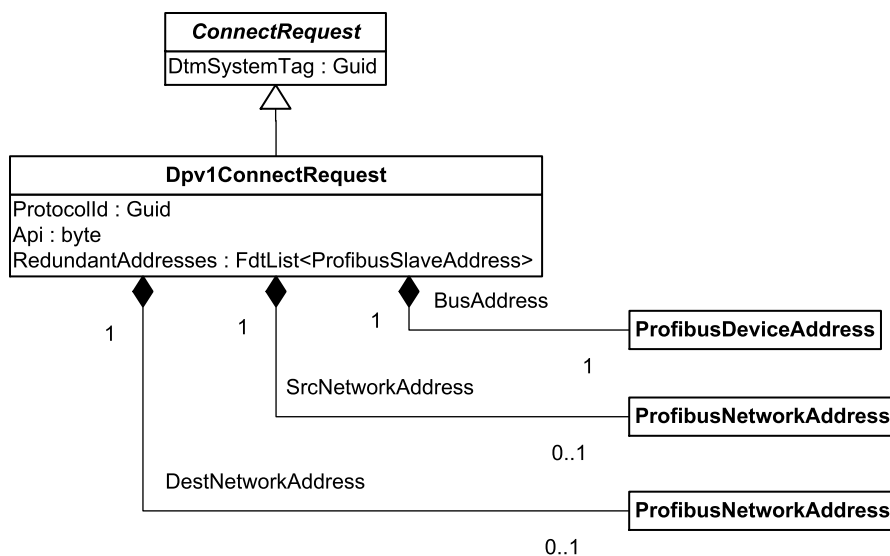 ConnectRequest
DtmSystemTag : Guid
Dpv1ConnectRequest
ProtocolId : Guid
Api : byte
RedundantAddresses : FdtList<ProfibusSlaveAddress>
1
1
1
BusAddress
ProfibusDeviceAddress
1
SrcNetworkAddress
ProfibusNetworkAddress
0..1
DestNetworkAddress
ProfibusNetworkAddress
0..1